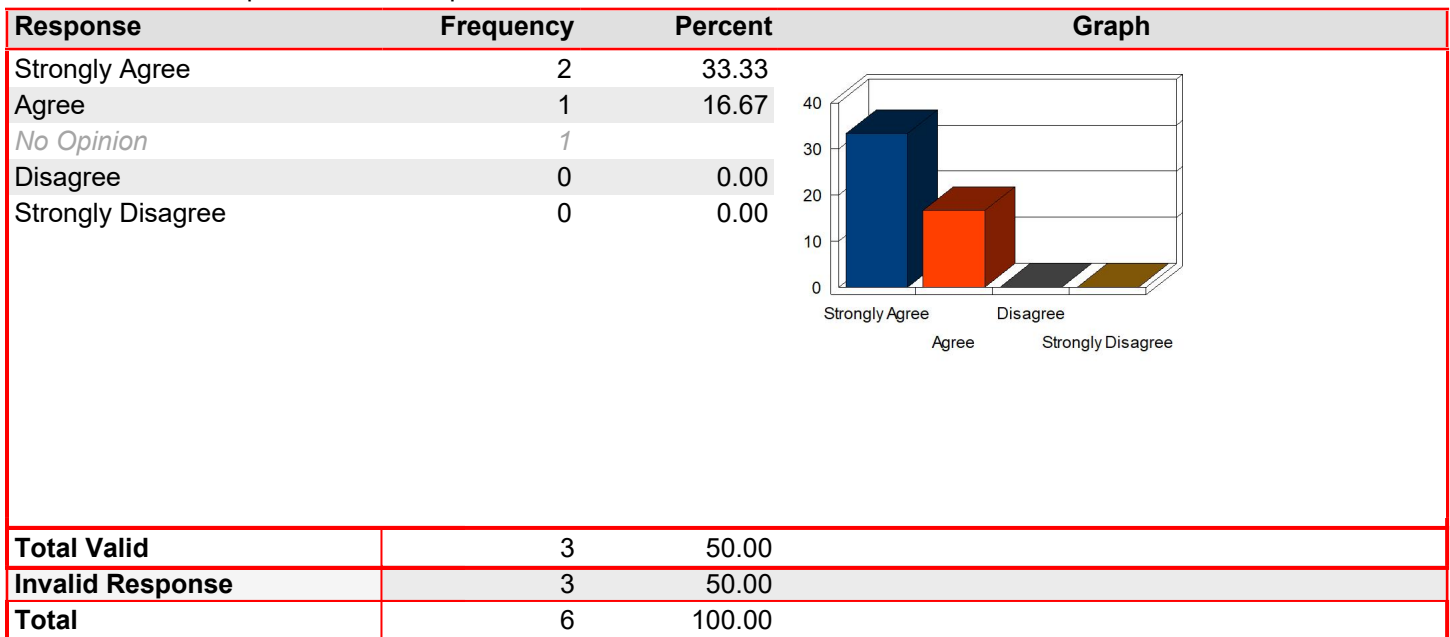 Response Frequency Percent Graph
Strongly Agree 2 33.33
Agree 1 16.67
No Opinion 1
Disagree 0 0.00
Strongly Disagree 0 0.00
40
30
20
10
0
Strongly Agree Disagree
Agree Strongly Disagree
Total Valid 3 50.00
Invalid Response 3 50.00
Total 6 100.00